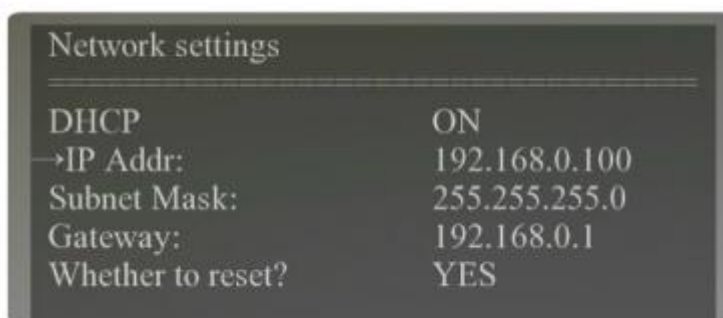 Network settings
==========================================
DHCP ON
→IP Addr: 192.168.0.100
Subnet Mask: 255.255.255.0
Gateway: 192.168.0.1
Whether to reset? YES